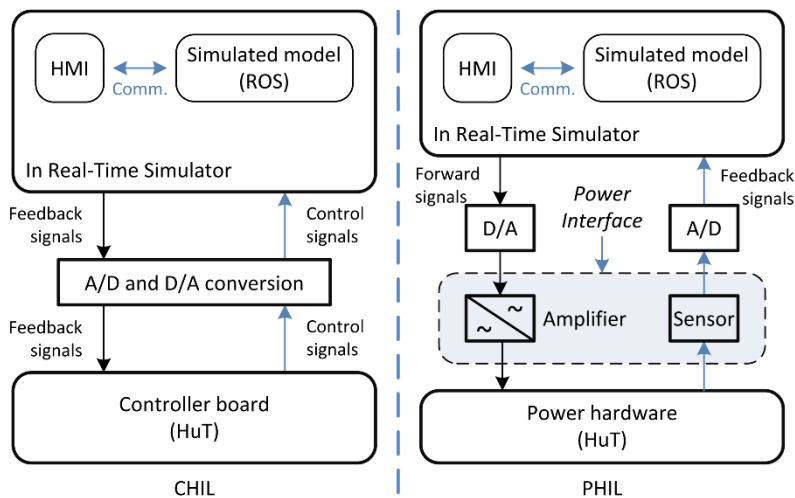 HMI
Comm.
Simulated model
(ROS)
In Real-Time Simulator
Feedback
signals
Control
signals
A/D and D/A conversion
Feedback
signals
Control
signals
Controller board
(HuT)
CHIL
HMI
Comm.
Simulated model
(ROS)
In Real-Time Simulator
Forward
signals
Power
Interface
Feedback
signals
D/A
A/D
~
~
Amplifier
Sensor
Power hardware
(HuT)
PHIL